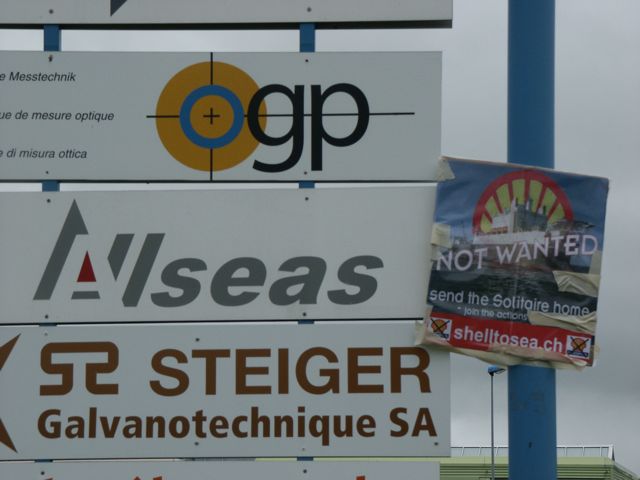 e Messtechnik
ue de mesure optique
e di misura ottica
ogp
Allseas
STEIGER
Galvanotechnique SA
NOT WANTED
send the Solitaire home
- join the actions
shelltosea.ch